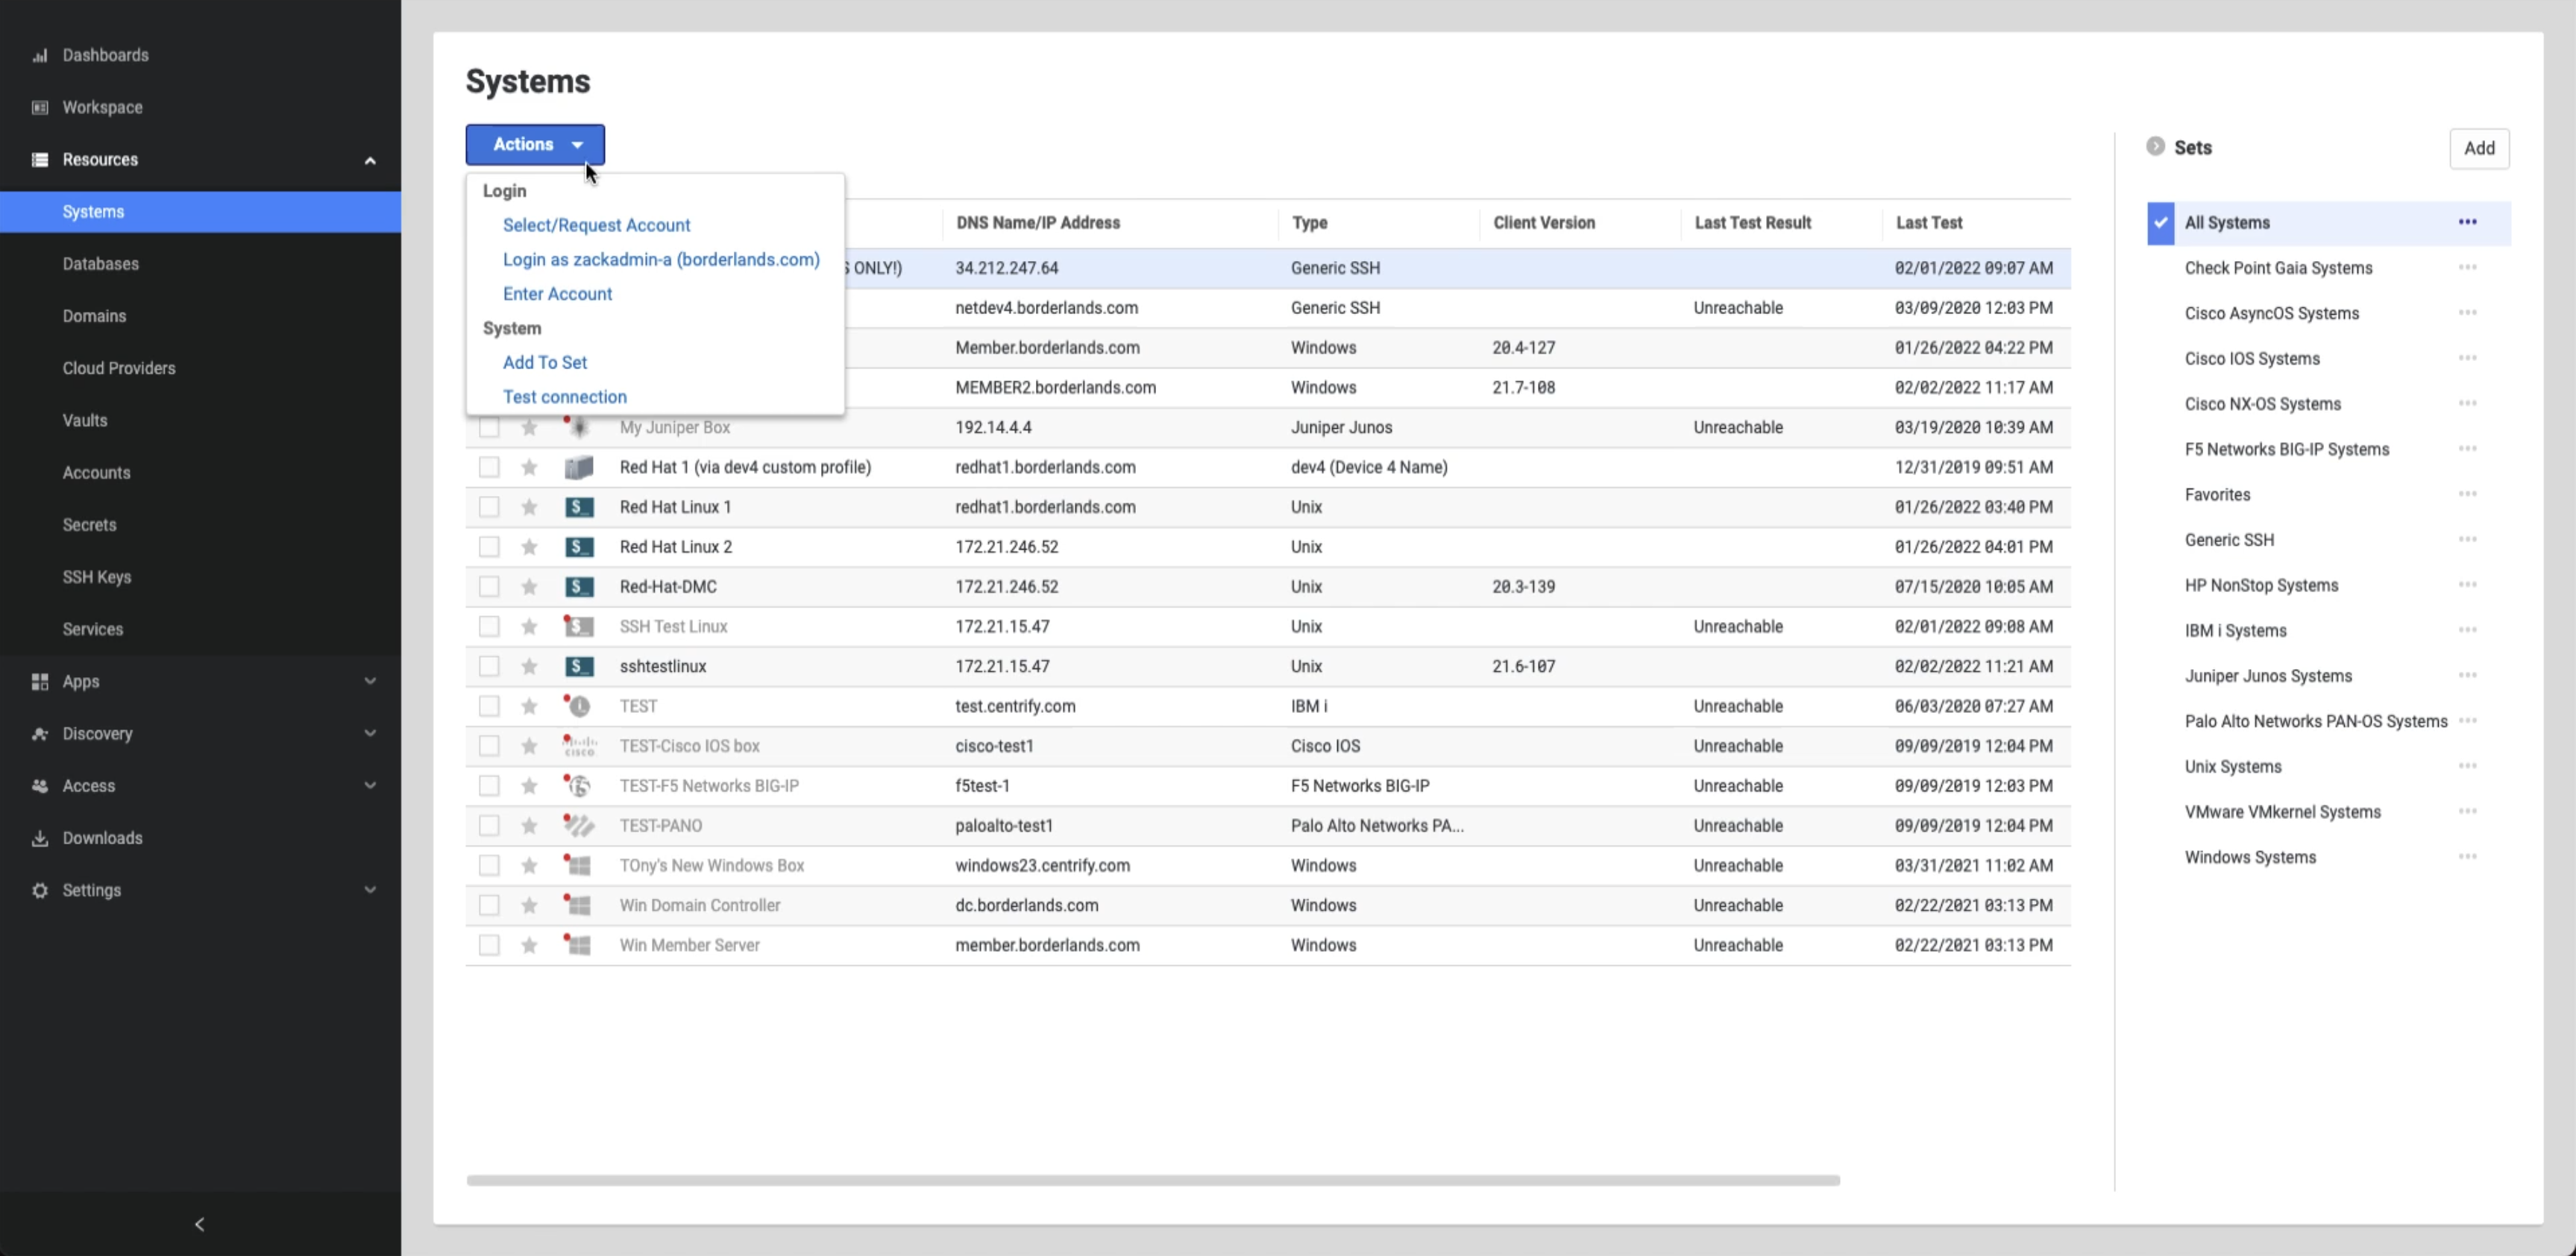 Dashboards
Workspace
Resources
Systems
Databases
Domains
Cloud Providers
Vaults
Accounts
Secrets
SSH Keys
Services
Apps
Discovery
Access
Downloads
Settings
Systems
Actions
Login
Select/Request Account
Login as zackadmin-a (borderlands.com)
Enter Account
System
Add To Set
Test connection
DNS Name/IP Address Type Client Version Last Test Result Last Test
ONLY!) 34.212.247.64 Generic SSH 02/01/2022 09:07 AM
netdev4.borderlands.com Generic SSH Unreachable 03/09/2020 12:03 PM
Member.borderlands.com Windows 20.4-127 01/26/2022 04:22 PM
MEMBER2.borderlands.com Windows 21.7-108 02/02/2022 11:17 AM
My Juniper Box 192.14.4.4 Juniper Junos Unreachable 03/19/2020 10:39 AM
Red Hat 1 (via dev4 custom profile) redhat1.borderlands.com dev4 (Device 4 Name) 12/31/2019 09:51 AM
$_ Red Hat Linux 1 redhat1.borderlands.com Unix 01/26/2022 03:40 PM
$_ Red Hat Linux 2 172.21.246.52 Unix 01/26/2022 04:01 PM
$_ Red-Hat-DMC 172.21.246.52 Unix 20.3-139 07/15/2020 10:05 AM
$_ SSH Test Linux 172.21.15.47 Unix Unreachable 02/01/2022 09:08 AM
$_ sshtestlinux 172.21.15.47 Unix 21.6-107 02/02/2022 11:21 AM
TEST test.centrify.com IBM i Unreachable 06/03/2020 07:27 AM
CISCO TEST-Cisco IOS box cisco-test1 Cisco IOS Unreachable 09/09/2019 12:04 PM
TEST-F5 Networks BIG-IP f5test-1 F5 Networks BIG-IP Unreachable 09/09/2019 12:03 PM
TEST-PANO paloalto-test1 Palo Alto Networks PA... Unreachable 09/09/2019 12:04 PM
TOny's New Windows Box windows23.centrify.com Windows Unreachable 03/31/2021 11:02 AM
Win Domain Controller dc.borderlands.com Windows Unreachable 02/22/2021 03:13 PM
Win Member Server member.borderlands.com Windows Unreachable 02/22/2021 03:13 PM
Sets Add
All Systems
Check Point Gaia Systems
Cisco AsyncOS Systems
Cisco IOS Systems
Cisco NX-OS Systems
F5 Networks BIG-IP Systems
Favorites
Generic SSH
HP NonStop Systems
IBM i Systems
Juniper Junos Systems
Palo Alto Networks PAN-OS Systems
Unix Systems
VMware VMkernel Systems
Windows Systems